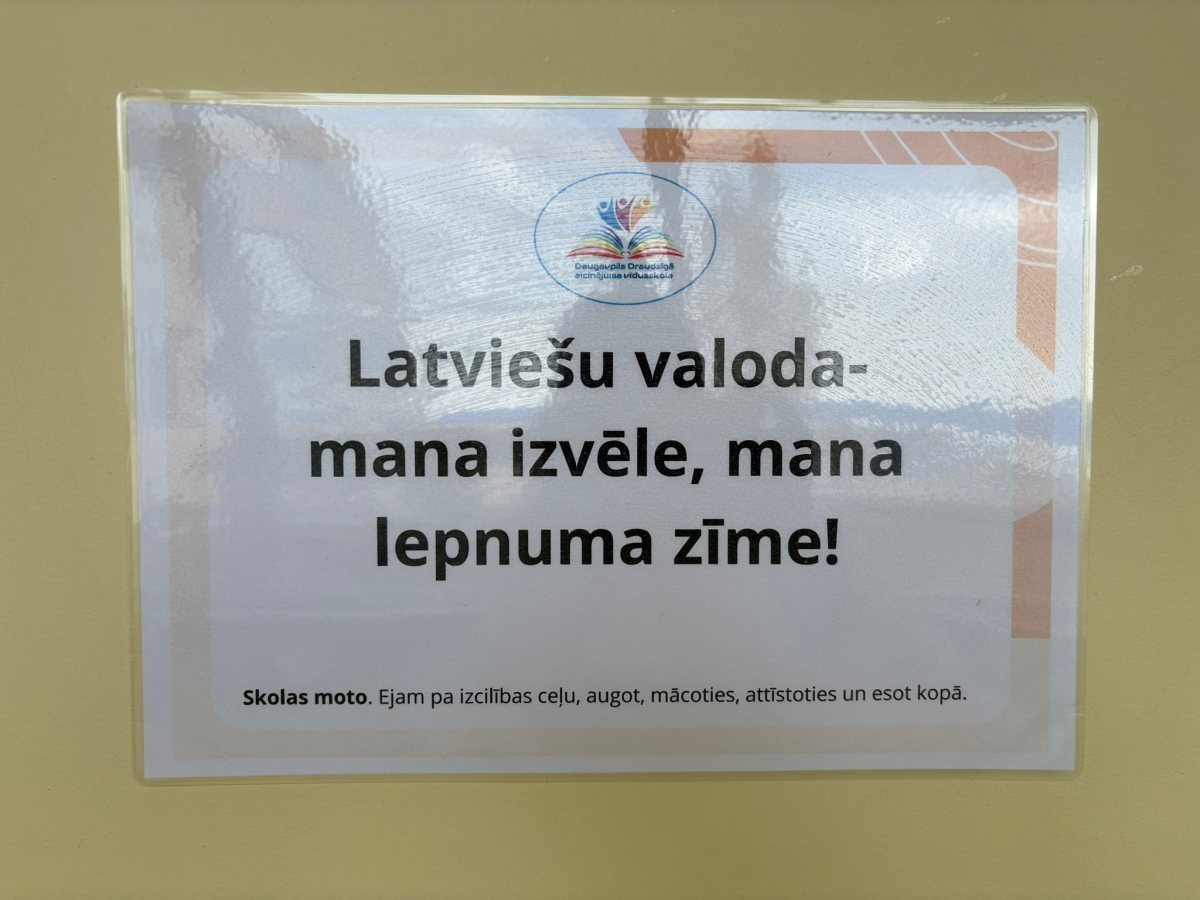 Daugavpils Draudzīgā
aicinājuma vidusskola
Latviešu valoda-
mana izvēle, mana
lepnuma zīme!
Skolas moto. Ejam pa izcilības ceļu, augot, mācoties, attīstoties un esot kopā.